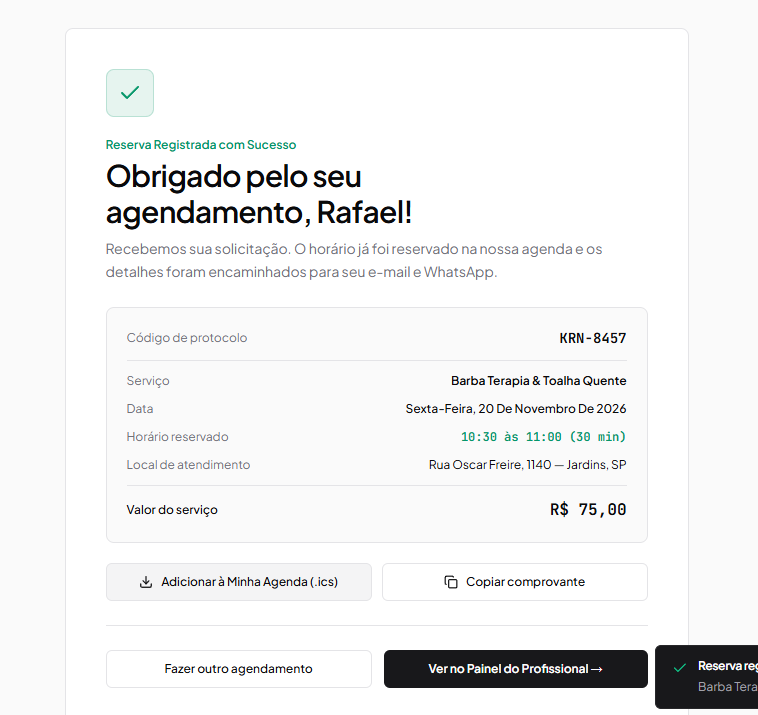 Reserva Registrada com Sucesso
Obrigado pelo seu
agendamento, Rafael!
Recebemos sua solicitação. O horário já foi reservado na nossa agenda e os
detalhes foram encaminhados para seu e-mail e WhatsApp.
Código de protocolo KRN-8457
Serviço Barba Terapia & Toalha Quente
Data Sexta-Feira, 20 De Novembro De 2026
Horário reservado 10:30 às 11:00 (30 min)
Local de atendimento Rua Oscar Freire, 1140 — Jardins, SP
Valor do serviço R$ 75,00
Adicionar à Minha Agenda (.ics) Copiar comprovante
Fazer outro agendamento Ver no Painel do Profissional →
Reserva
Barba